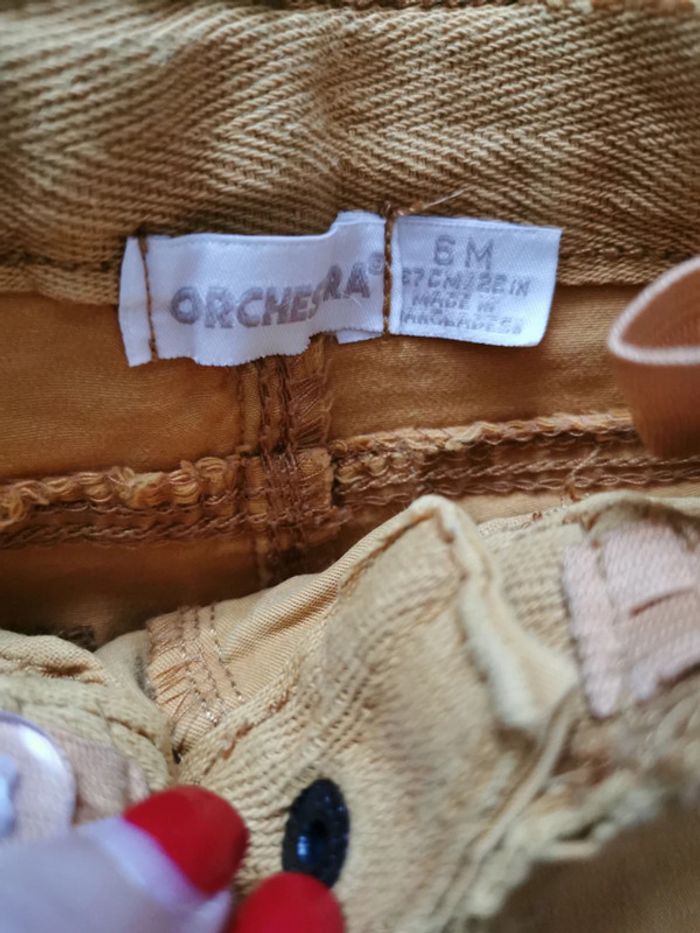 ORCHESTRA®
6 M
67CM/26IN
MADE IN
BANGLADESH